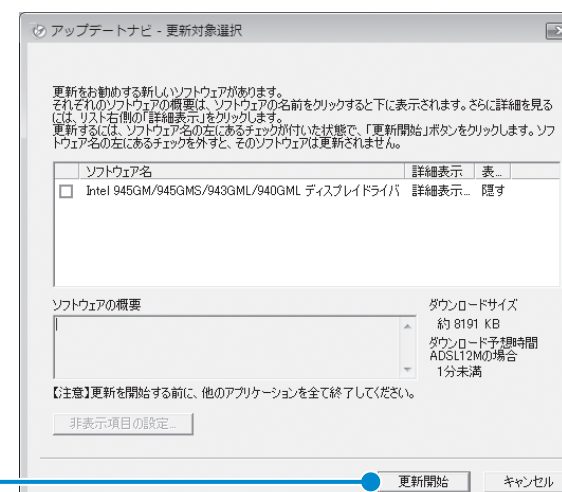 アップデートナビ - 更新対象選択
更新をお勧めする新しいソフトウェアがあります。
それぞれのソフトウェアの概要は、ソフトウェアの名前をクリックすると下に表示されます。さらに詳細を見る
には、リスト右側の「詳細表示」をクリックします。
更新するには、ソフトウェア名の左にあるチェックが付いた状態で、「更新開始」ボタンをクリックします。ソフ
トウェア名の左にあるチェックを外すと、そのソフトウェアは更新されません。
ソフトウェア名 詳細表示 表...
Intel 945GM/945GMS/943GML/940GML ディスプレイドライバ 詳細表示... 隠す
ソフトウェアの概要
ダウンロードサイズ
約 8191 KB
ダウンロード予想時間
ADSL12Mの場合
1分未満
【注意】更新を開始する前に、他のアプリケーションを全て終了してください。
非表示項目の設定...
更新開始 キャンセル